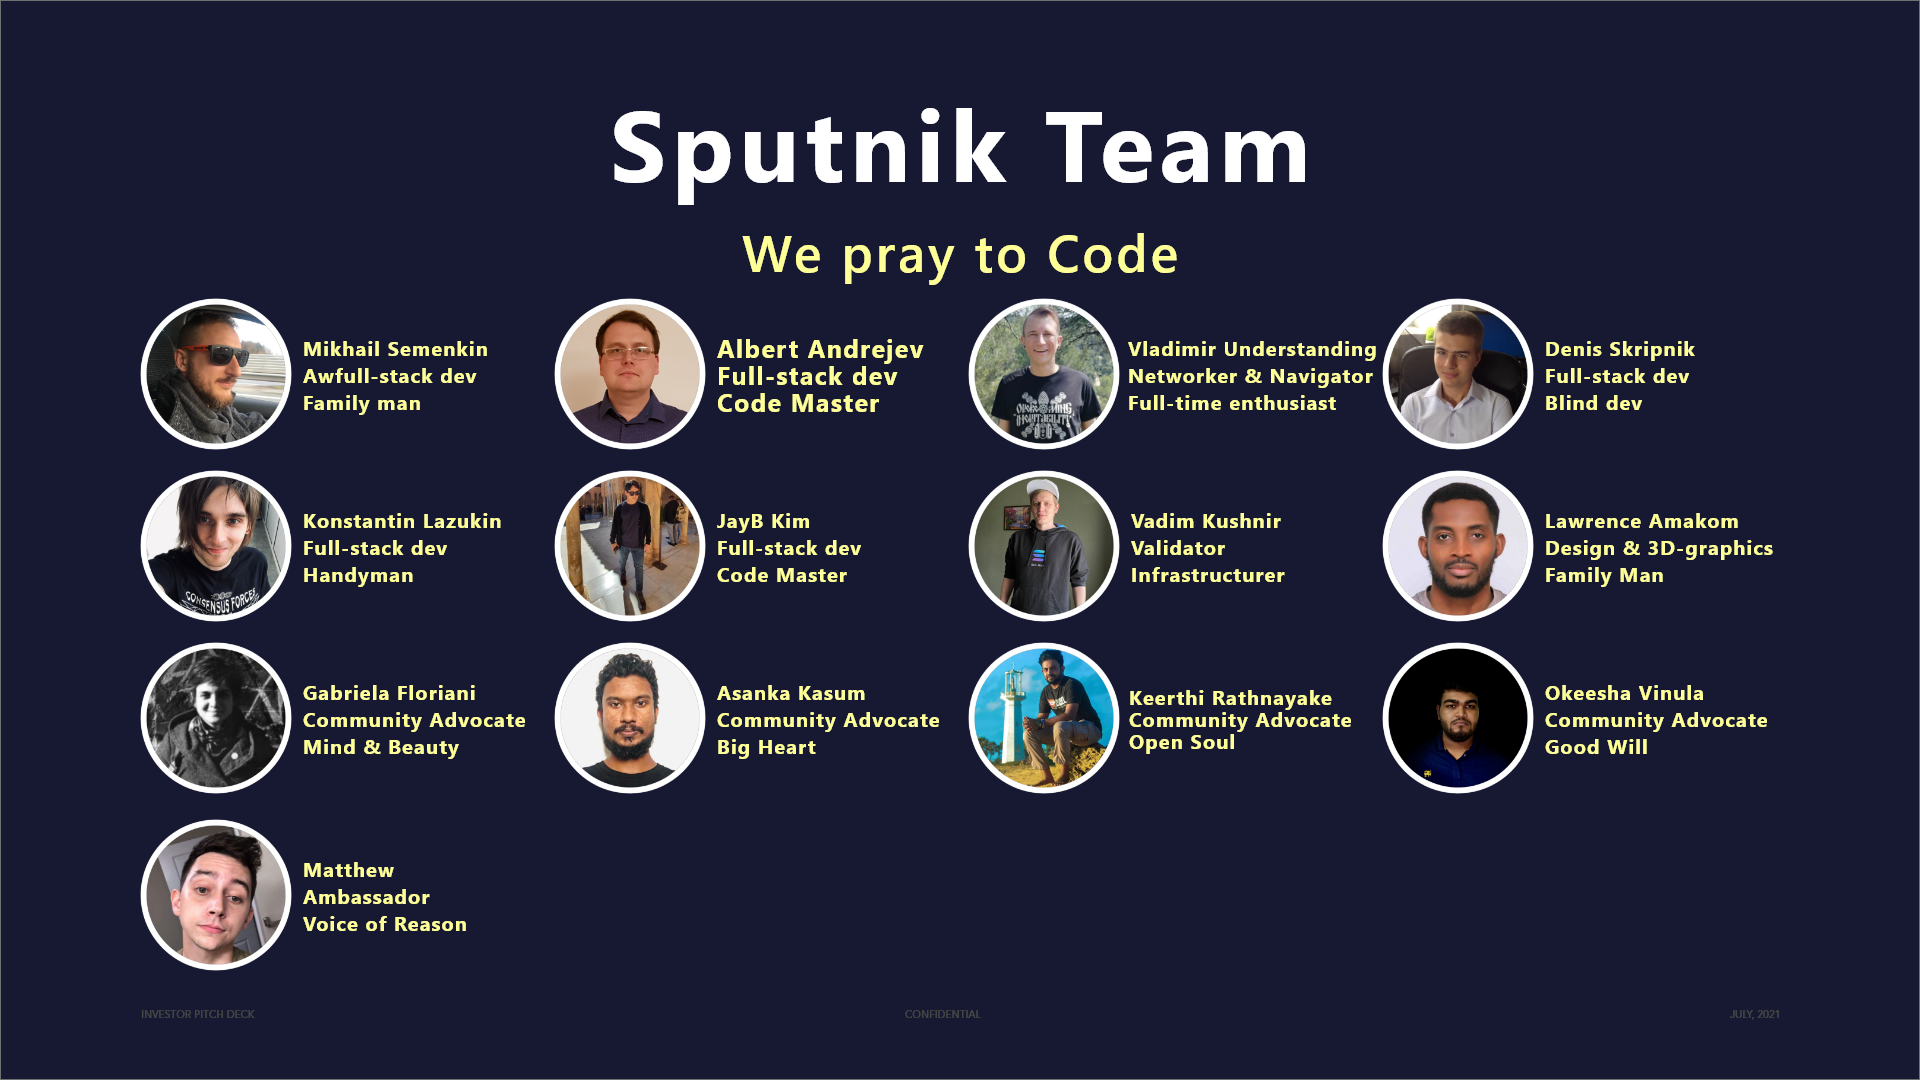 Sputnik Team
We pray to Code
Mikhail Semenkin
Awfull-stack dev
Family man
Albert Andrejev
Full-stack dev
Code Master
Vladimir Understanding
Networker & Navigator
Full-time enthusiast
Denis Skripnik
Full-stack dev
Blind dev
Konstantin Lazukin
Full-stack dev
Handyman
CONSENSUS FORCES
JayB Kim
Full-stack dev
Code Master
Vadim Kushnir
Validator
Infrastructurer
Lawrence Amakom
Design & 3D-graphics
Family Man
Gabriela Floriani
Community Advocate
Mind & Beauty
Asanka Kasum
Community Advocate
Big Heart
Keerthi Rathnayake
Community Advocate
Open Soul
Okeesha Vinula
Community Advocate
Good Will
Matthew
Ambassador
Voice of Reason
INVESTOR PITCH DECK
CONFIDENTIAL
JULY, 2021